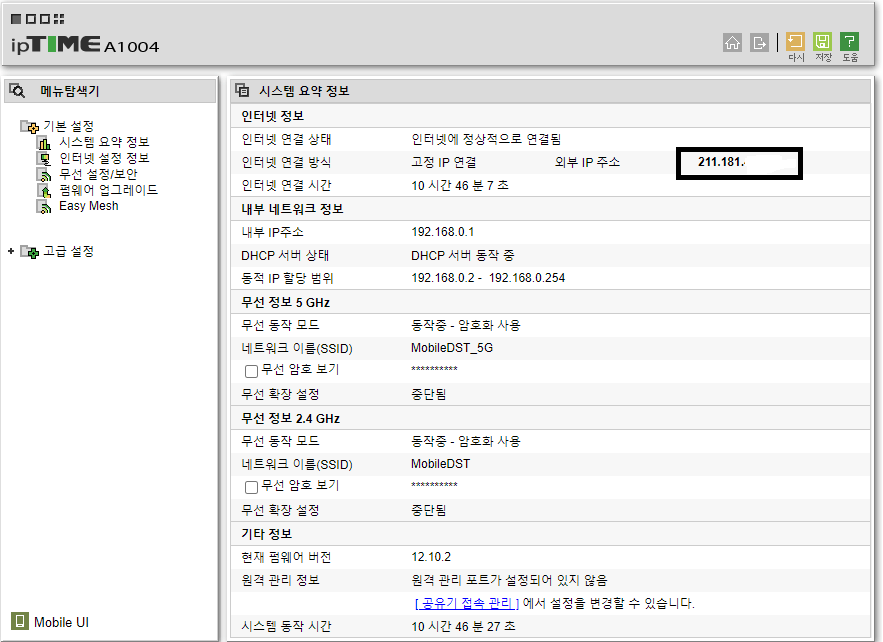 ipTIME A1004
다시 저장 도움
메뉴탐색기
기본 설정
시스템 요약 정보
인터넷 설정 정보
무선 설정/보안
펌웨어 업그레이드
Easy Mesh
+ 고급 설정
Mobile UI
시스템 요약 정보
인터넷 정보
인터넷 연결 상태 인터넷에 정상적으로 연결됨
인터넷 연결 방식 고정 IP 연결 외부 IP 주소 211.181.
인터넷 연결 시간 10 시간 46 분 7 초
내부 네트워크 정보
내부 IP주소 192.168.0.1
DHCP 서버 상태 DHCP 서버 동작 중
동적 IP 할당 범위 192.168.0.2 - 192.168.0.254
무선 정보 5 GHz
무선 동작 모드 동작중 - 암호화 사용
네트워크 이름(SSID) MobileDST_5G
무선 암호 보기 **********
무선 확장 설정 중단됨
무선 정보 2.4 GHz
무선 동작 모드 동작중 - 암호화 사용
네트워크 이름(SSID) MobileDST
무선 암호 보기 **********
무선 확장 설정 중단됨
기타 정보
현재 펌웨어 버전 12.10.2
원격 관리 정보 원격 관리 포트가 설정되어 있지 않음
[ 공유기 접속 관리 ] 에서 설정을 변경할 수 있습니다.
시스템 동작 시간 10 시간 46 분 27 초